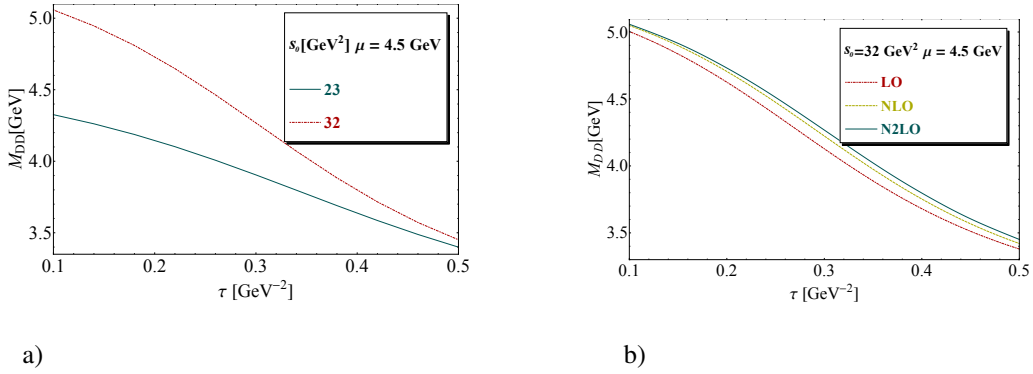 s₀[GeV²] μ = 4.5 GeV
23
32
M_DD[GeV]
5.0
4.5
4.0
3.5
0.1
0.2
0.3
0.4
0.5
τ [GeV⁻²]
a)
s₀=32 GeV² μ = 4.5 GeV
LO
NLO
N2LO
M_DD[GeV]
5.0
4.5
4.0
3.5
0.1
0.2
0.3
0.4
0.5
τ [GeV⁻²]
b)